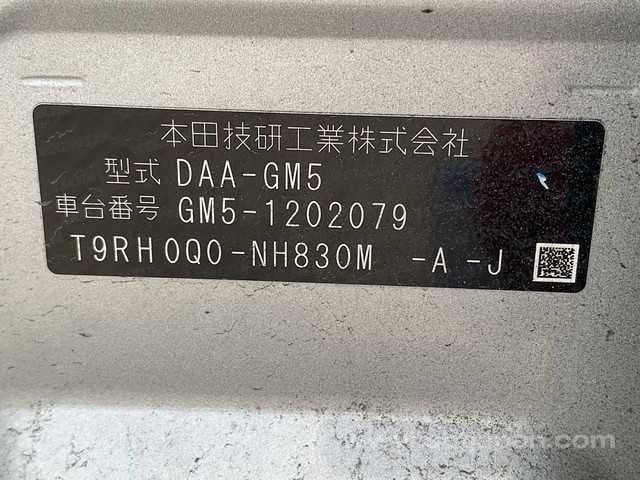 本田技研工業株式会社
型式 DAA-GM5
車台番号 GM5-1202079
T9RH0Q0-NH830M -A -J